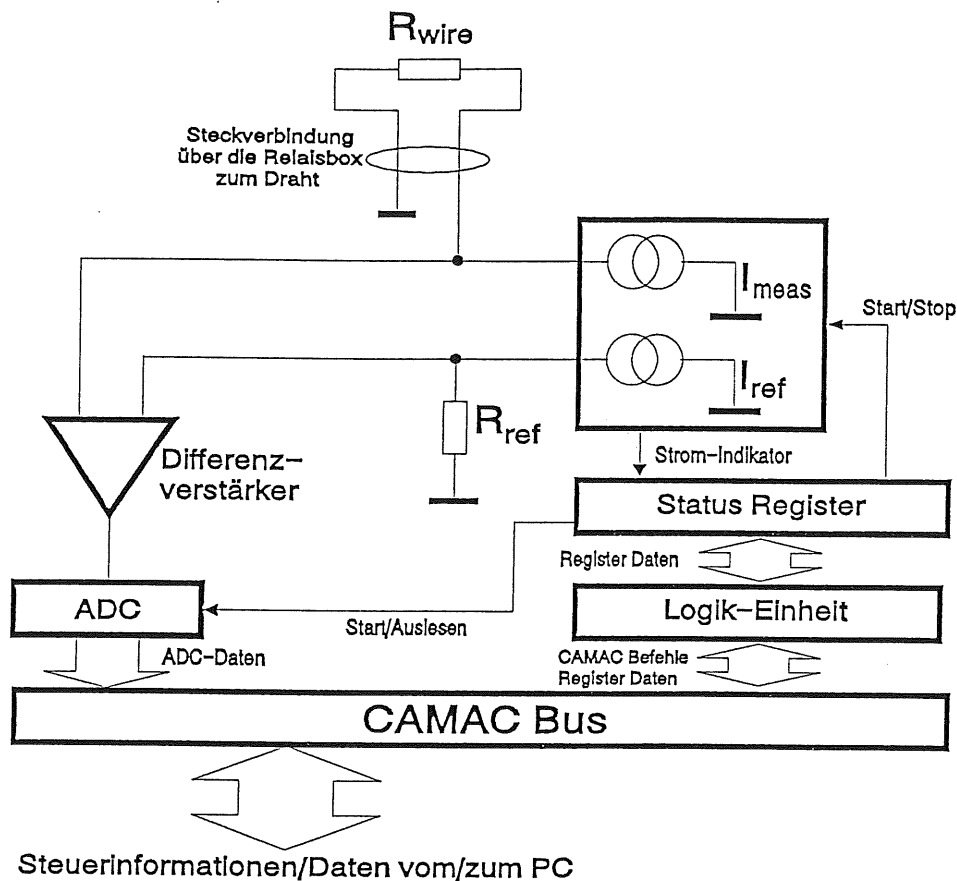 Rwire
Steckverbindung
über die Relaisbox
zum Draht
Imeas
Start/Stop
Iref
Rref
Differenz-
verstärker
Strom-Indikator
Status Register
Register Daten
ADC
Start/Auslesen
Logik-Einheit
ADC-Daten
CAMAC Befehle
Register Daten
CAMAC Bus
Steuerinformationen/Daten vom/zum PC